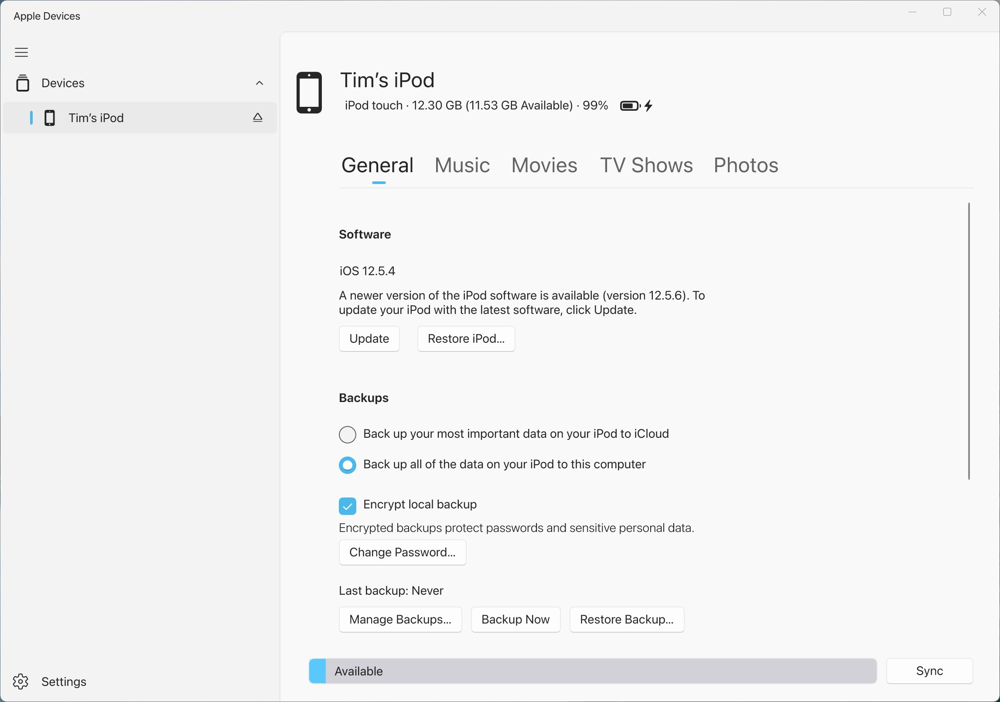 Apple Devices
Devices
Tim’s iPod
Settings
Tim’s iPod
iPod touch · 12.30 GB (11.53 GB Available) · 99%
General Music Movies TV Shows Photos
Software
iOS 12.5.4
A newer version of the iPod software is available (version 12.5.6). To
update your iPod with the latest software, click Update.
Update Restore iPod...
Backups
Back up your most important data on your iPod to iCloud
Back up all of the data on your iPod to this computer
Encrypt local backup
Encrypted backups protect passwords and sensitive personal data.
Change Password...
Last backup: Never
Manage Backups... Backup Now Restore Backup...
Available Sync